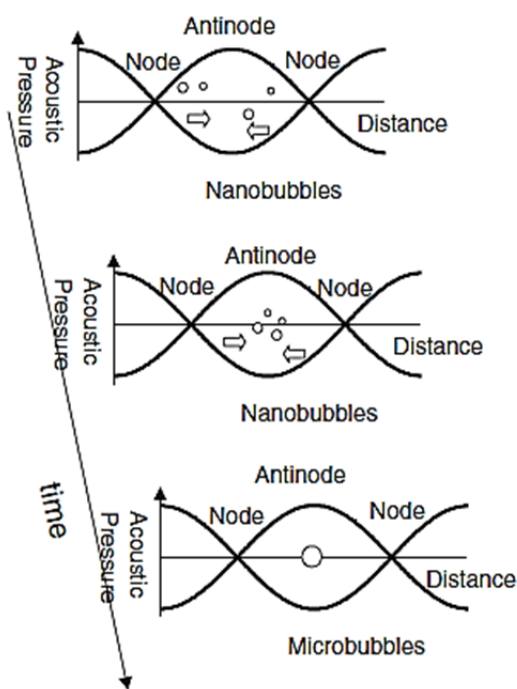 Antinode
Node
Node
Acoustic
Pressure
Distance
Nanobubbles
Antinode
Node
Node
Acoustic
Pressure
Distance
Nanobubbles
time
Antinode
Node
Node
Acoustic
Pressure
Distance
Microbubbles